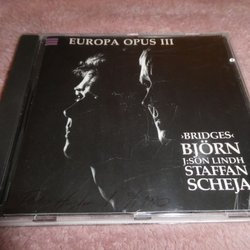 EUROPA OPUS III
›BRIDGES‹
BJÖRN
J:SON LINDH
STAFFAN
SCHEJA